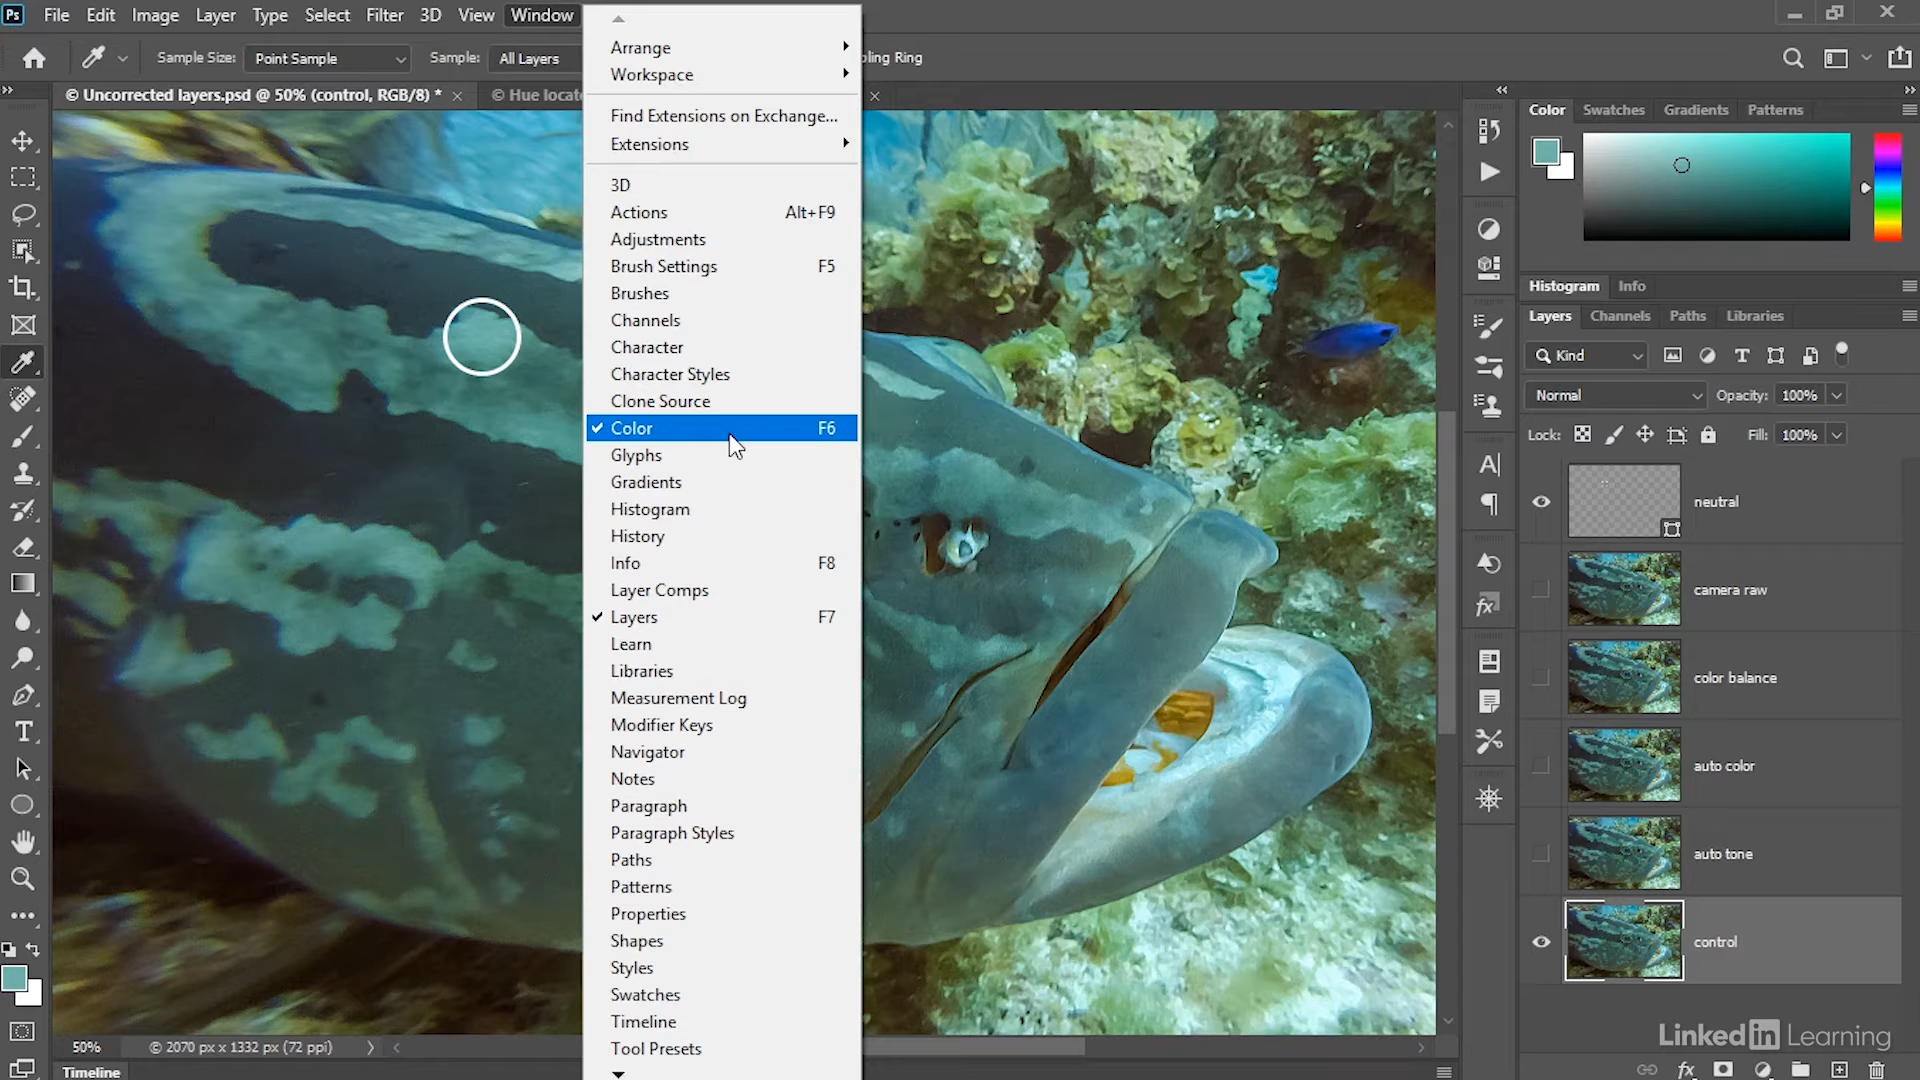 Ps File Edit Image Layer Type Select Filter 3D View Window
Sample Size: Point Sample Sample: All Layers pling Ring
© Uncorrected layers.psd @ 50% (control, RGB/8) * × © Hue locate ×
Arrange
Workspace
Find Extensions on Exchange...
Extensions
3D
Actions Alt+F9
Adjustments
Brush Settings F5
Brushes
Channels
Character
Character Styles
Clone Source
Color F6
Glyphs
Gradients
Histogram
History
Info F8
Layer Comps
Layers F7
Learn
Libraries
Measurement Log
Modifier Keys
Navigator
Notes
Paragraph
Paragraph Styles
Paths
Patterns
Properties
Shapes
Styles
Swatches
Timeline
Tool Presets
Color Swatches Gradients Patterns
Histogram Info
Layers Channels Paths Libraries
Kind
Normal Opacity: 100%
Lock: Fill: 100%
neutral
camera raw
color balance
auto color
auto tone
control
50% © 2070 px x 1332 px (72 ppi)
Timeline
Linked in Learning